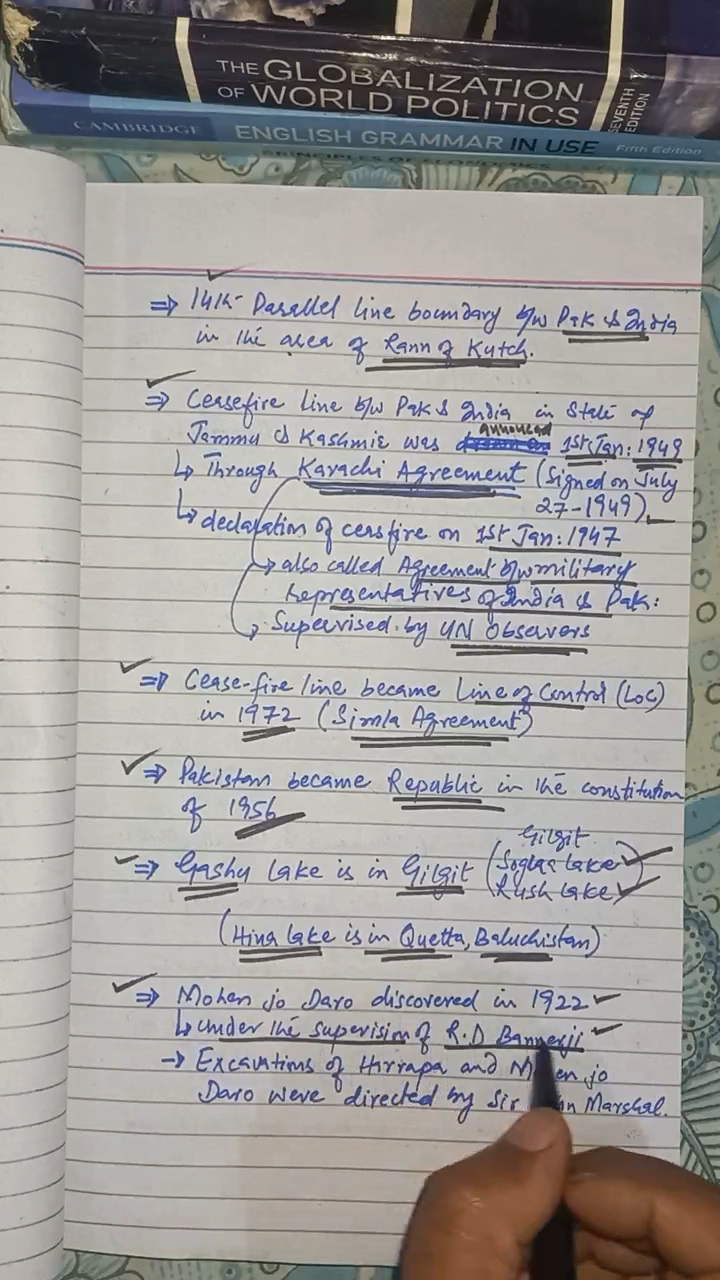 THE GLOBALIZATION
OF WORLD POLITICS
SEVENTH
EDITION
CAMBRIDGE ENGLISH GRAMMAR IN USE Fifth Edition
⇒ 14th- Parallel line boundary b/w Pak & India
in the area of Rann of Kutch.
⇒ Ceasefire Line b/w Pak & India in State of
Announced
Jammu & Kashmir was 1st Jan: 1949
↳ Through Karachi Agreement (Signed on July
27-1949)
↳ declaration of cersfire on 1st Jan: 1947
→ also called Agreement b/w military
Representatives of India & Pak:
→ Supervised by UN Observers
⇒ Cease-fire line became Line of Control (LoC)
in 1972 (Simla Agreement)
⇒ Pakistan became Republic in the constitution
of 1956
Gilgit
⇒ Gashu Lake is in Gilgit (Soglas lake
Rush Lake)
(Hina lake is in Quetta, Baluchistan)
⇒ Mohen jo Daro discovered in 1922
↳ under the supervision of R.D Bannerji
→ Excavations of Hirrapa and jo
Daro were directed by Sir Marshal.